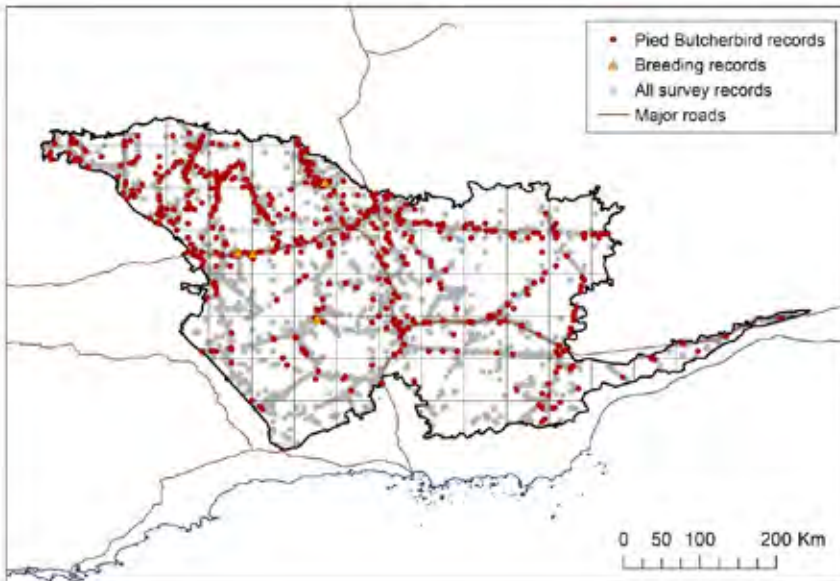 Pied Butcherbird records
Breeding records
All survey records
Major roads
0 50 100 200 Km